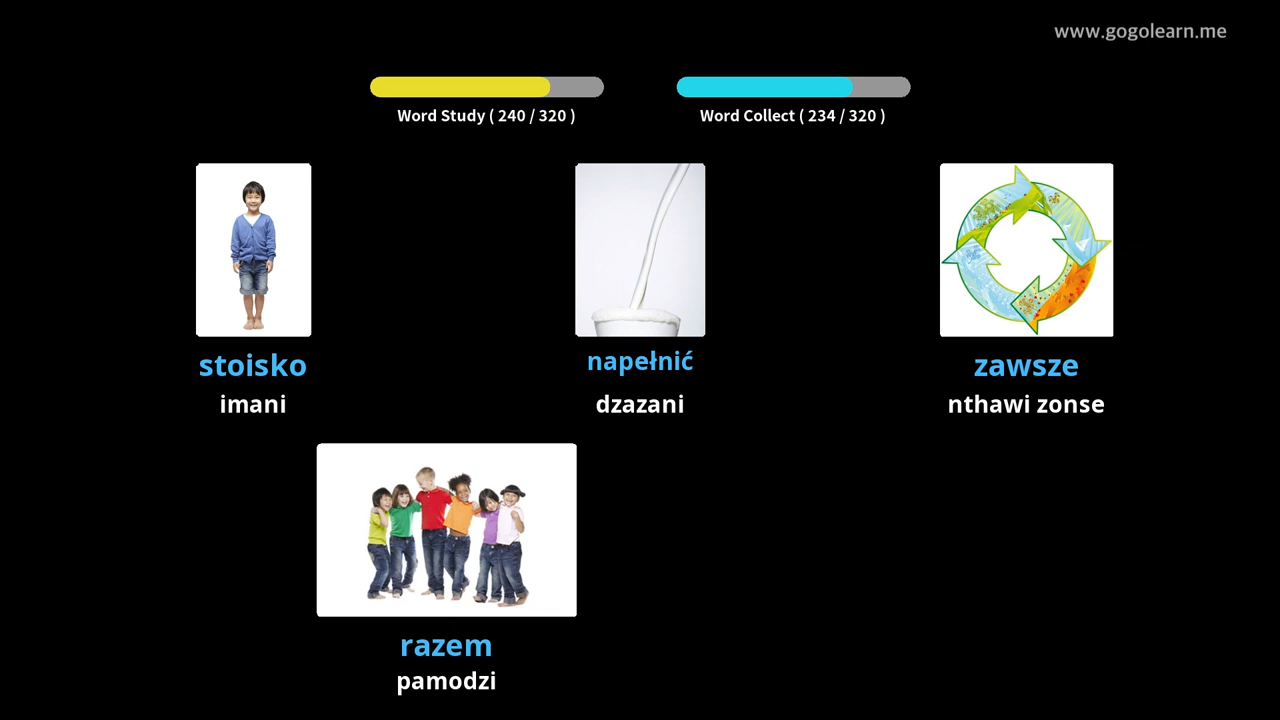 www.gogolearn.me
Word Study ( 240 / 320 )
Word Collect ( 234 / 320 )
stoisko
imani
napełnić
dzazani
zawsze
nthawi zonse
razem
pamodzi